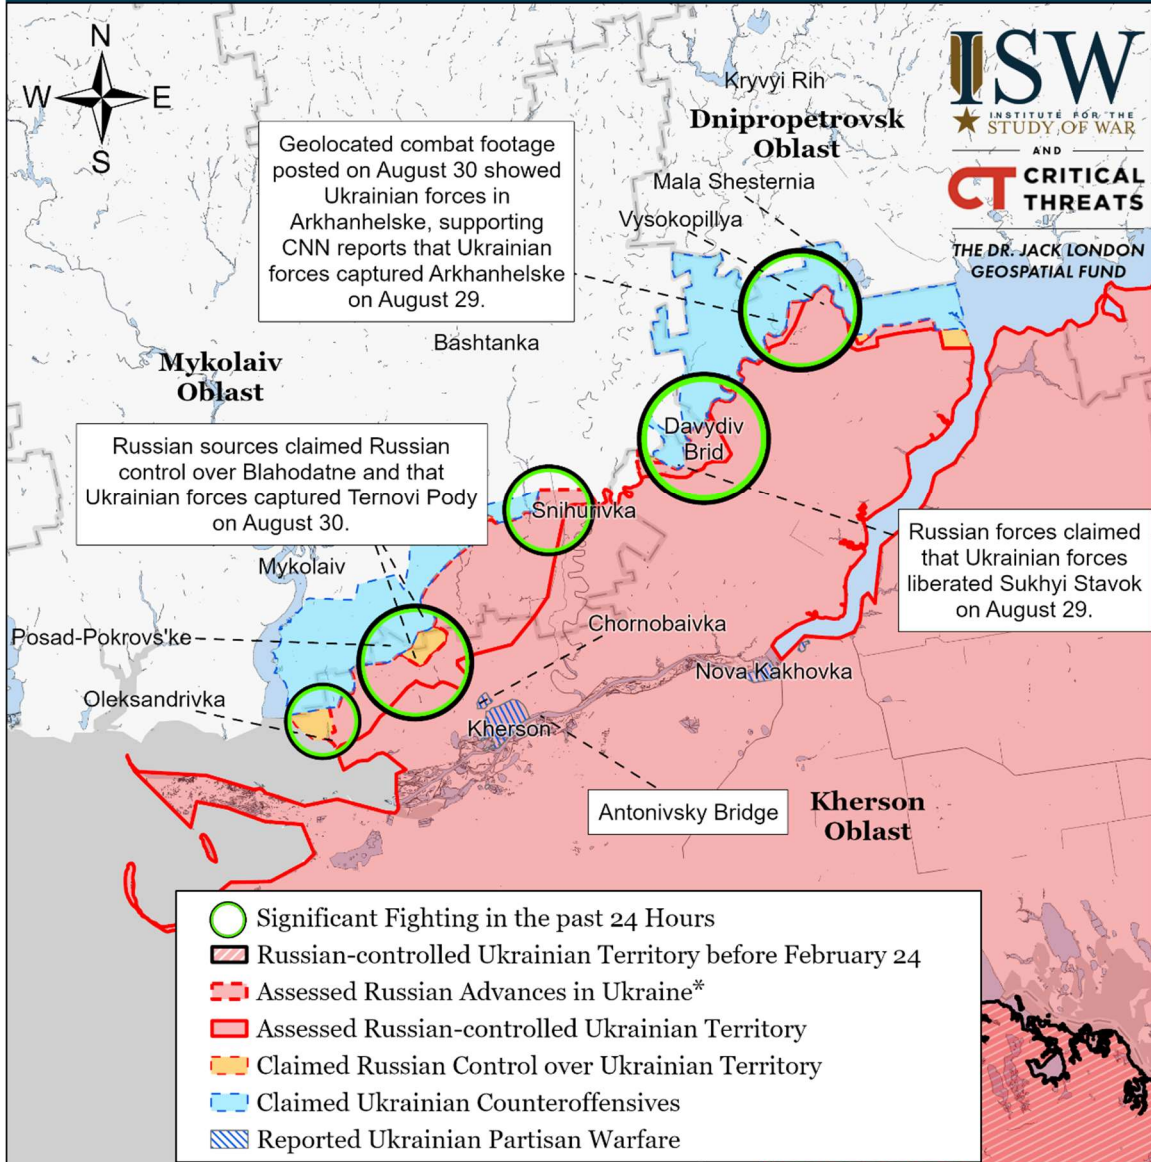 N
W
E
S
ISW
INSTITUTE FOR THE
STUDY OF WAR
AND
CT CRITICAL
THREATS
THE DR. JACK LONDON
GEOSPATIAL FUND
Kryvyi Rih
Dnipropetrovsk
Oblast
Mala Shesternia
Vysokopillya
Geolocated combat footage
posted on August 30 showed
Ukrainian forces in
Arkhanhelske, supporting
CNN reports that Ukrainian
forces captured Arkhanhelske
on August 29.
Bashtanka
Mykolaiv
Oblast
Russian sources claimed Russian
control over Blahodatne and that
Ukrainian forces captured Ternovi Pody
on August 30.
Davydiv
Brid
Snihurivka
Russian forces claimed
that Ukrainian forces
liberated Sukhyi Stavok
on August 29.
Mykolaiv
Posad-Pokrovs'ke
Chornobaivka
Nova Kakhovka
Oleksandrivka
Kherson
Antonivsky Bridge
Kherson
Oblast
Significant Fighting in the past 24 Hours
Russian-controlled Ukrainian Territory before February 24
Assessed Russian Advances in Ukraine*
Assessed Russian-controlled Ukrainian Territory
Claimed Russian Control over Ukrainian Territory
Claimed Ukrainian Counteroffensives
Reported Ukrainian Partisan Warfare